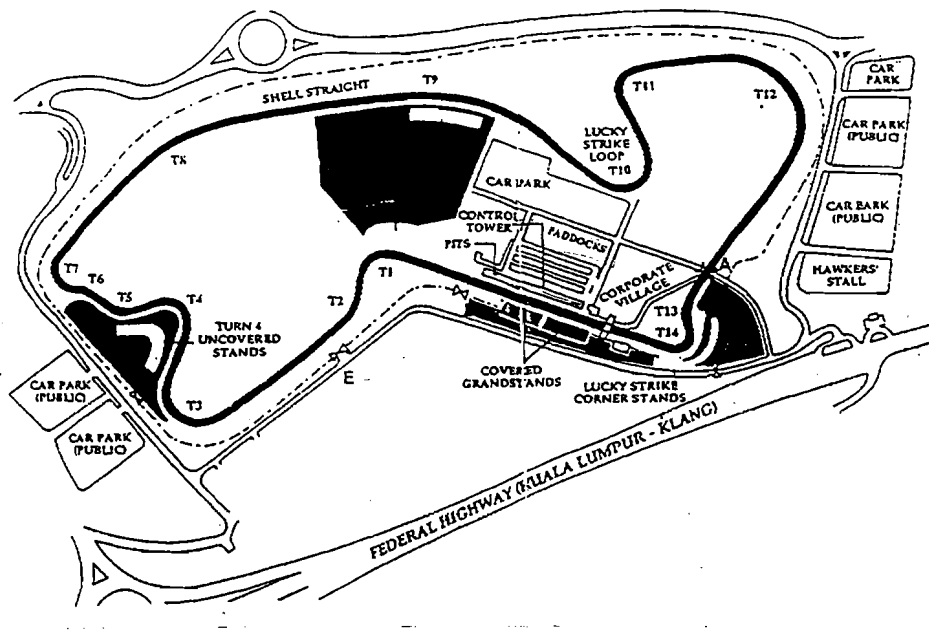 T9
SHELL STRAIGHT
T8
T11
T12
LUCKY
STRIKE
LOOP
T10
CAR
PARK
CAR PARK
(PUBLIC)
CAR BARK
(PUBLIC)
HAWKERS'
STALL
CAR PARK
CONTROL
TOWER
PADDOCKS
PITS
CORPORATE
VILLAGE
A
T7
T6
T5
T4
T1
T2
T13
T14
TURN 4
UNCOVERED
STANDS
E
COVERED
GRANDSTANDS
LUCKY STRIKE
CORNER STANDS
T3
CAR PARK
(PUBLIC)
CAR PARK
(PUBLIC)
FEDERAL HIGHWAY (KUALA LUMPUR - KLANG)